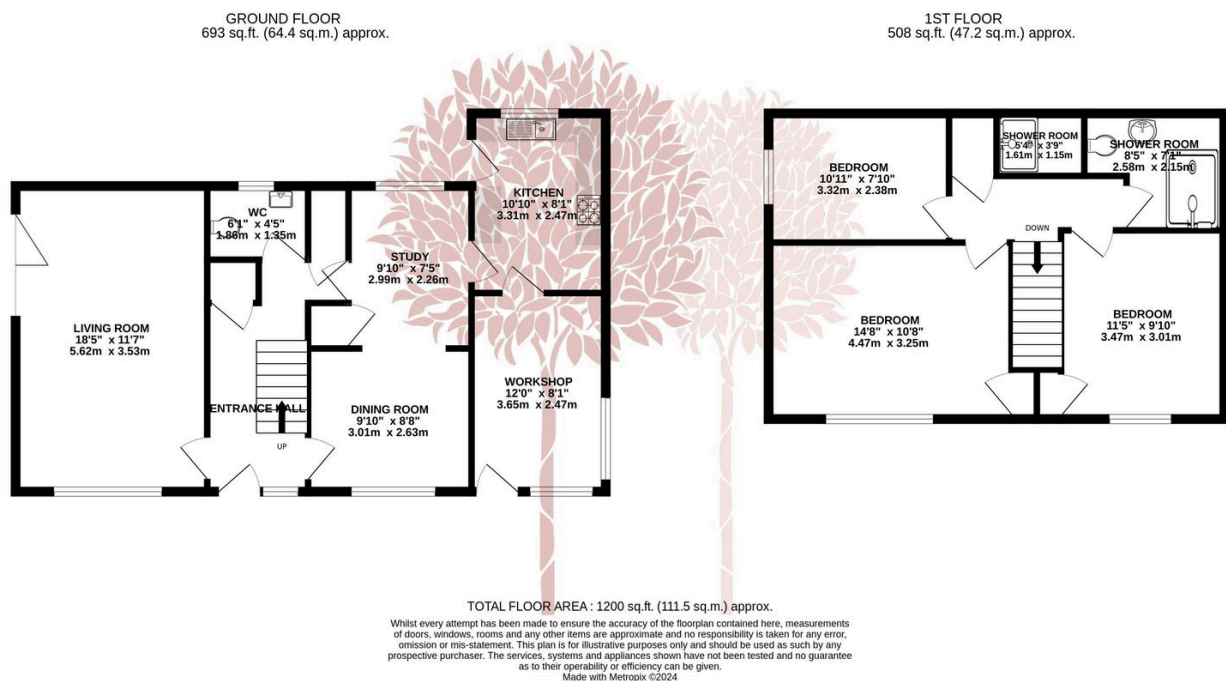 GROUND FLOOR
693 sq.ft. (64.4 sq.m.) approx.
1ST FLOOR
508 sq.ft. (47.2 sq.m.) approx.
KITCHEN
10'10" x 8'1"
3.31m x 2.47m
WC
6'1" x 4'5"
1.86m x 1.35m
STUDY
9'10" x 7'5"
2.99m x 2.26m
LIVING ROOM
18'5" x 11'7"
5.62m x 3.53m
ENTRANCE HALL
UP
DINING ROOM
9'10" x 8'8"
3.01m x 2.63m
WORKSHOP
12'0" x 8'1"
3.65m x 2.47m
BEDROOM
10'11" x 7'10"
3.32m x 2.38m
SHOWER ROOM
5'4" x 3'9"
1.61m x 1.15m
SHOWER ROOM
8'5" x 7'1"
2.58m x 2.15m
DOWN
BEDROOM
14'8" x 10'8"
4.47m x 3.25m
BEDROOM
11'5" x 9'10"
3.47m x 3.01m
TOTAL FLOOR AREA : 1200 sq.ft. (111.5 sq.m.) approx.
Whilst every attempt has been made to ensure the accuracy of the floorplan contained here, measurements
of doors, windows, rooms and any other items are approximate and no responsibility is taken for any error,
omission or mis-statement. This plan is for illustrative purposes only and should be used as such by any
prospective purchaser. The services, systems and appliances shown have not been tested and no guarantee
as to their operability or efficiency can be given.
Made with Metropix ©2024